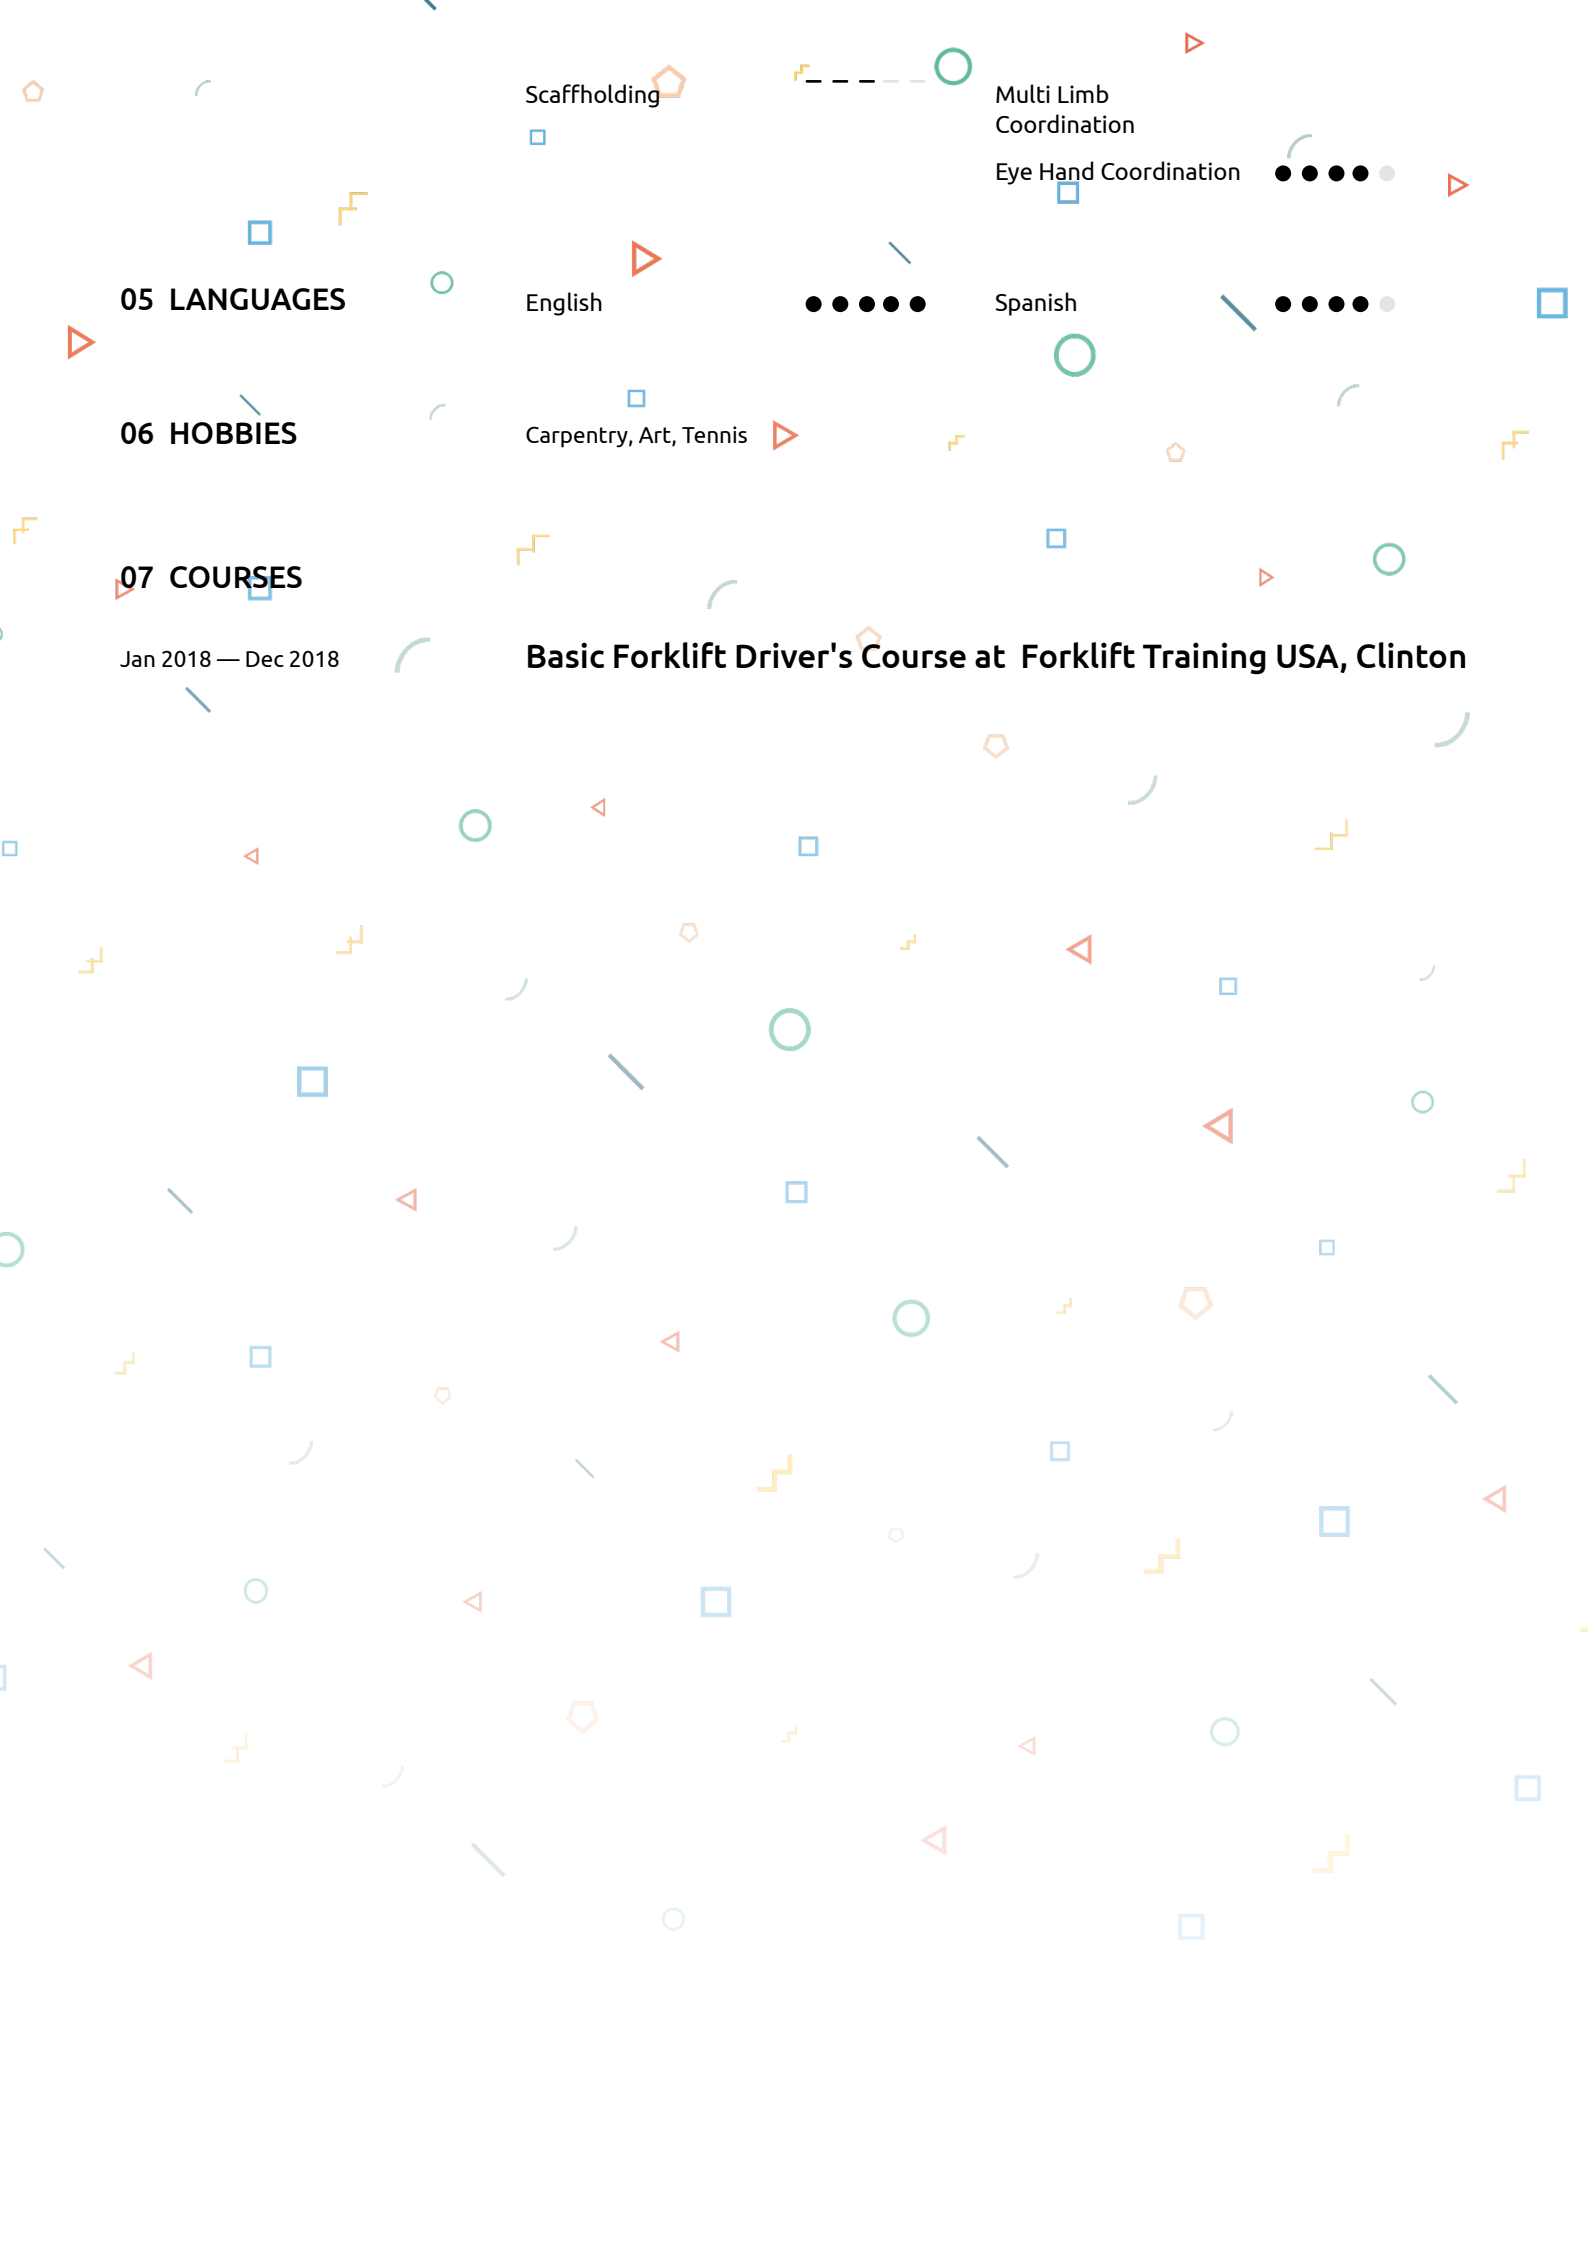 Scaffholding
Multi Limb
Coordination
Eye Hand Coordination
05 LANGUAGES
English
Spanish
06 HOBBIES
Carpentry, Art, Tennis
07 COURSES
Jan 2018 — Dec 2018
Basic Forklift Driver's Course at Forklift Training USA, Clinton